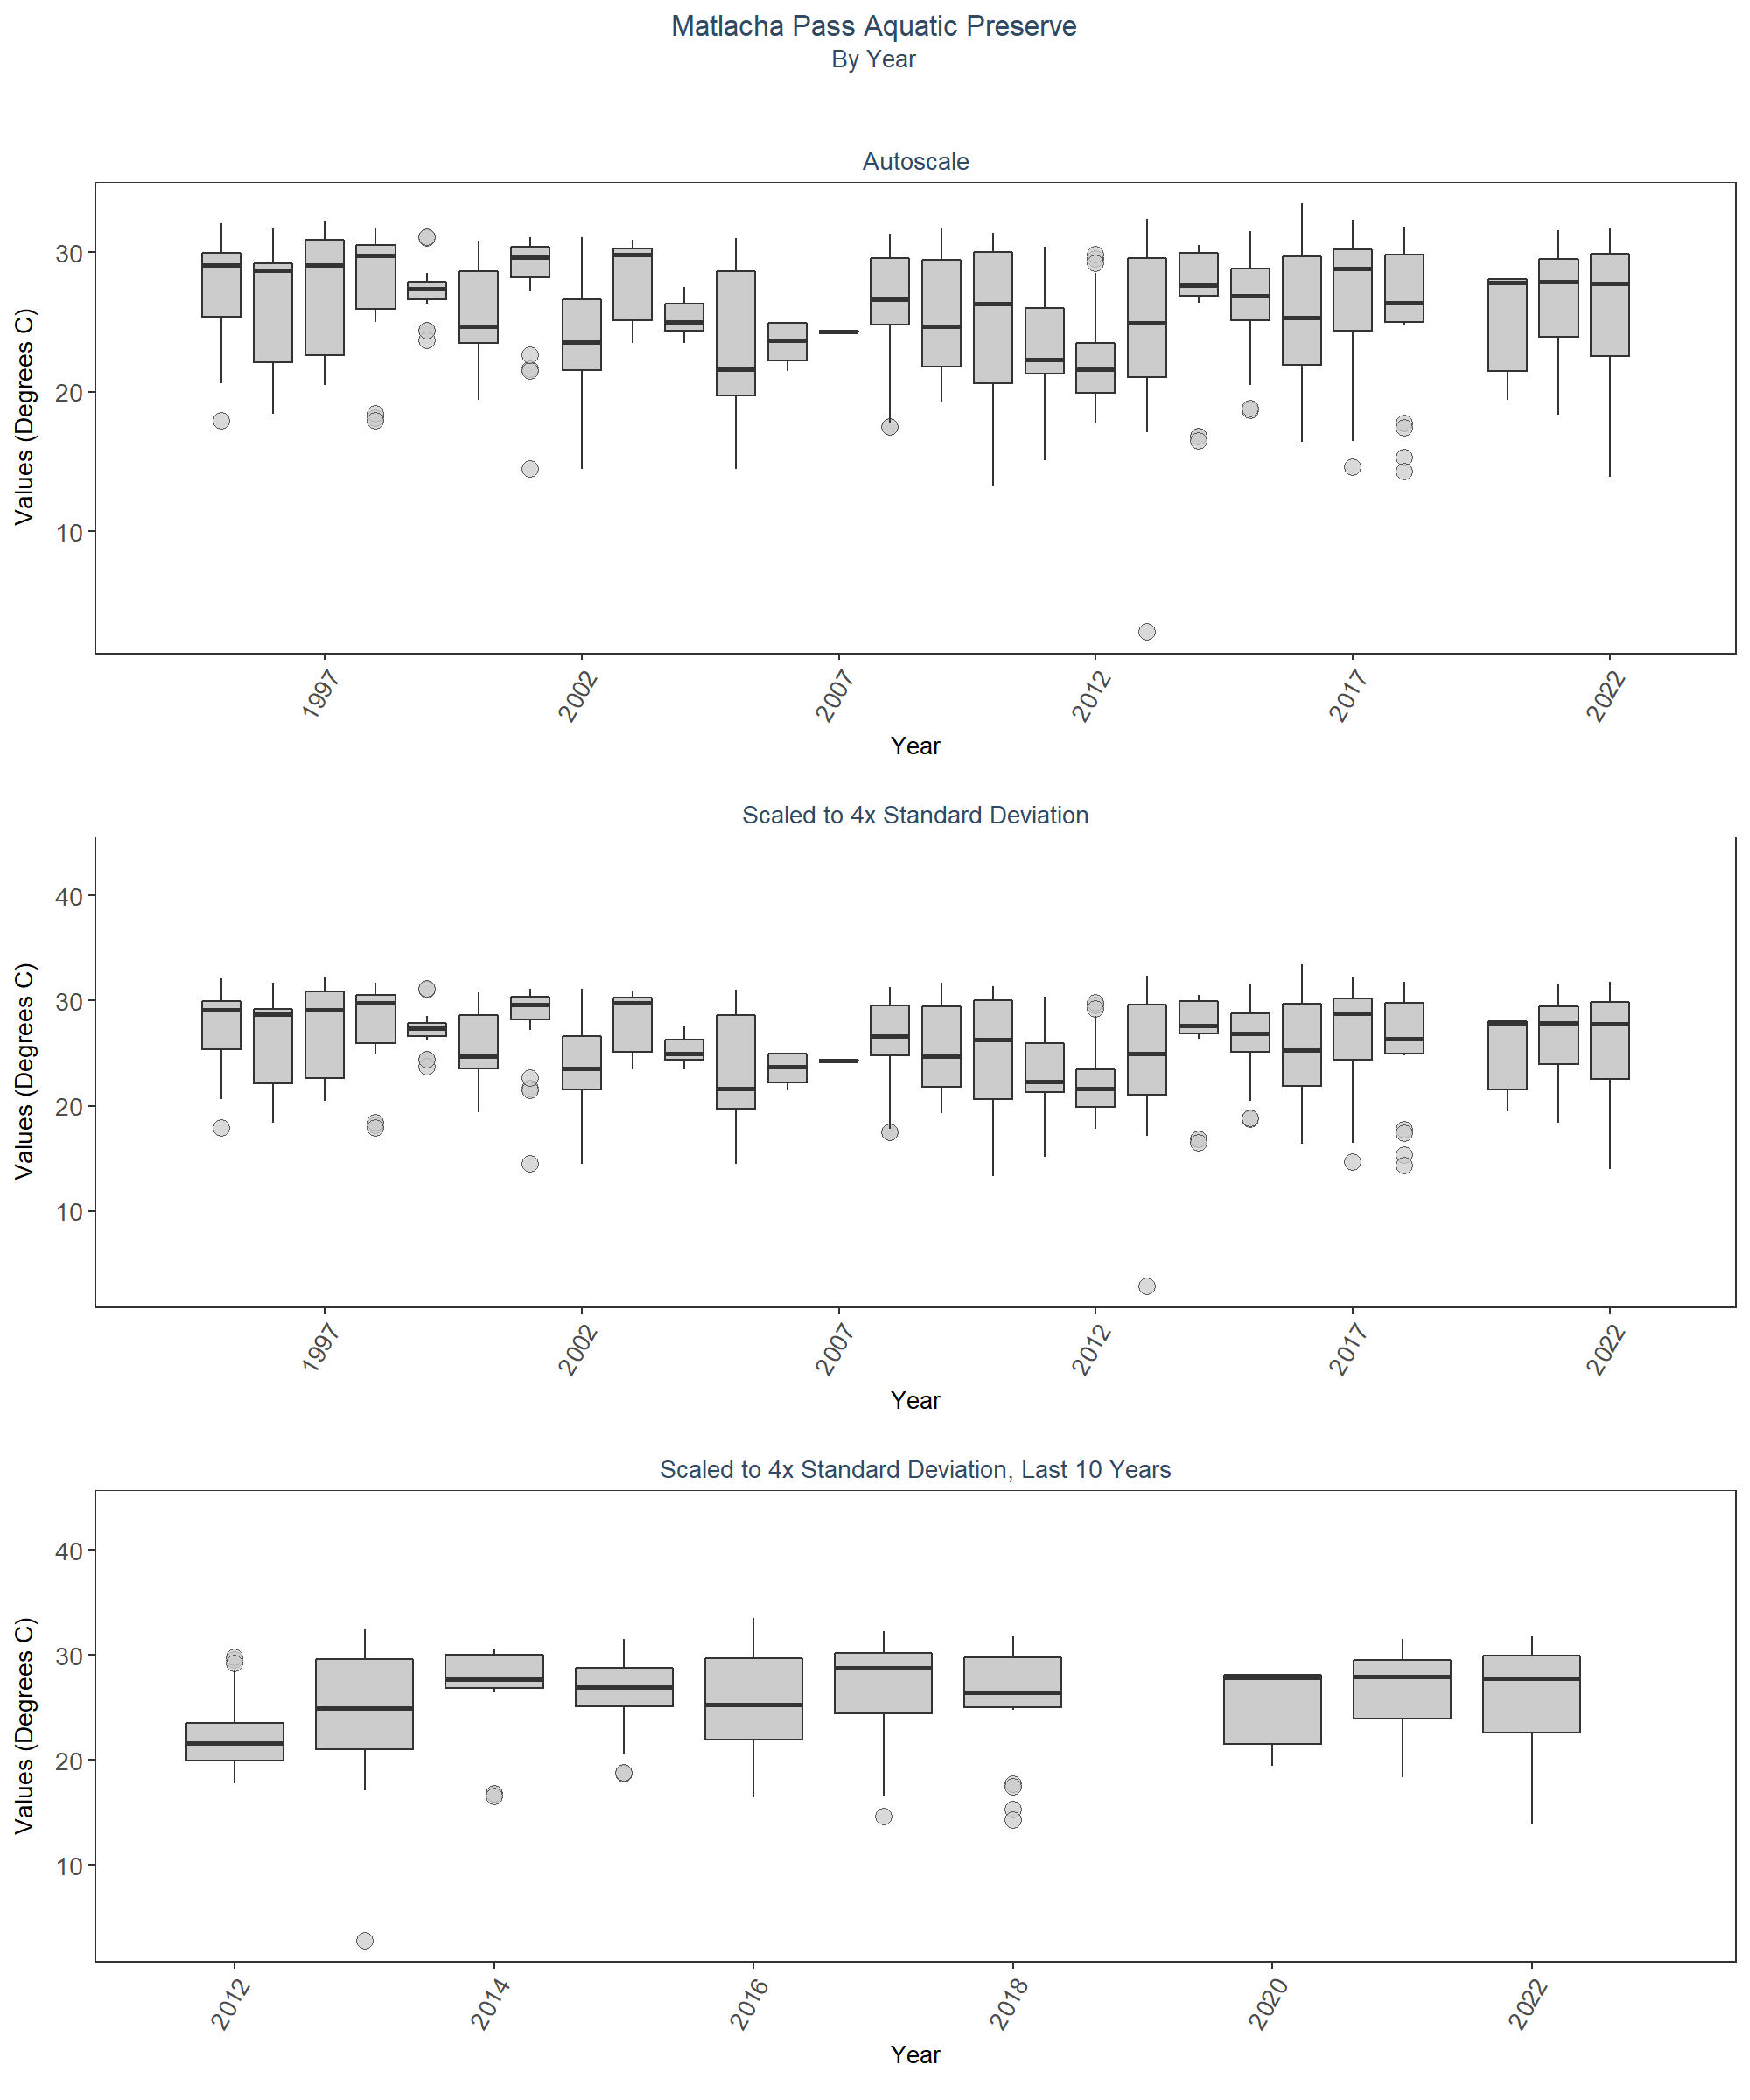 Matlacha Pass Aquatic Preserve
By Year
Autoscale
Values (Degrees C)
30
20
10
1997
2002
2007
2012
2017
2022
Year
Scaled to 4x Standard Deviation
Values (Degrees C)
40
30
20
10
1997
2002
2007
2012
2017
2022
Year
Scaled to 4x Standard Deviation, Last 10 Years
Values (Degrees C)
40
30
20
10
2012
2014
2016
2018
2020
2022
Year